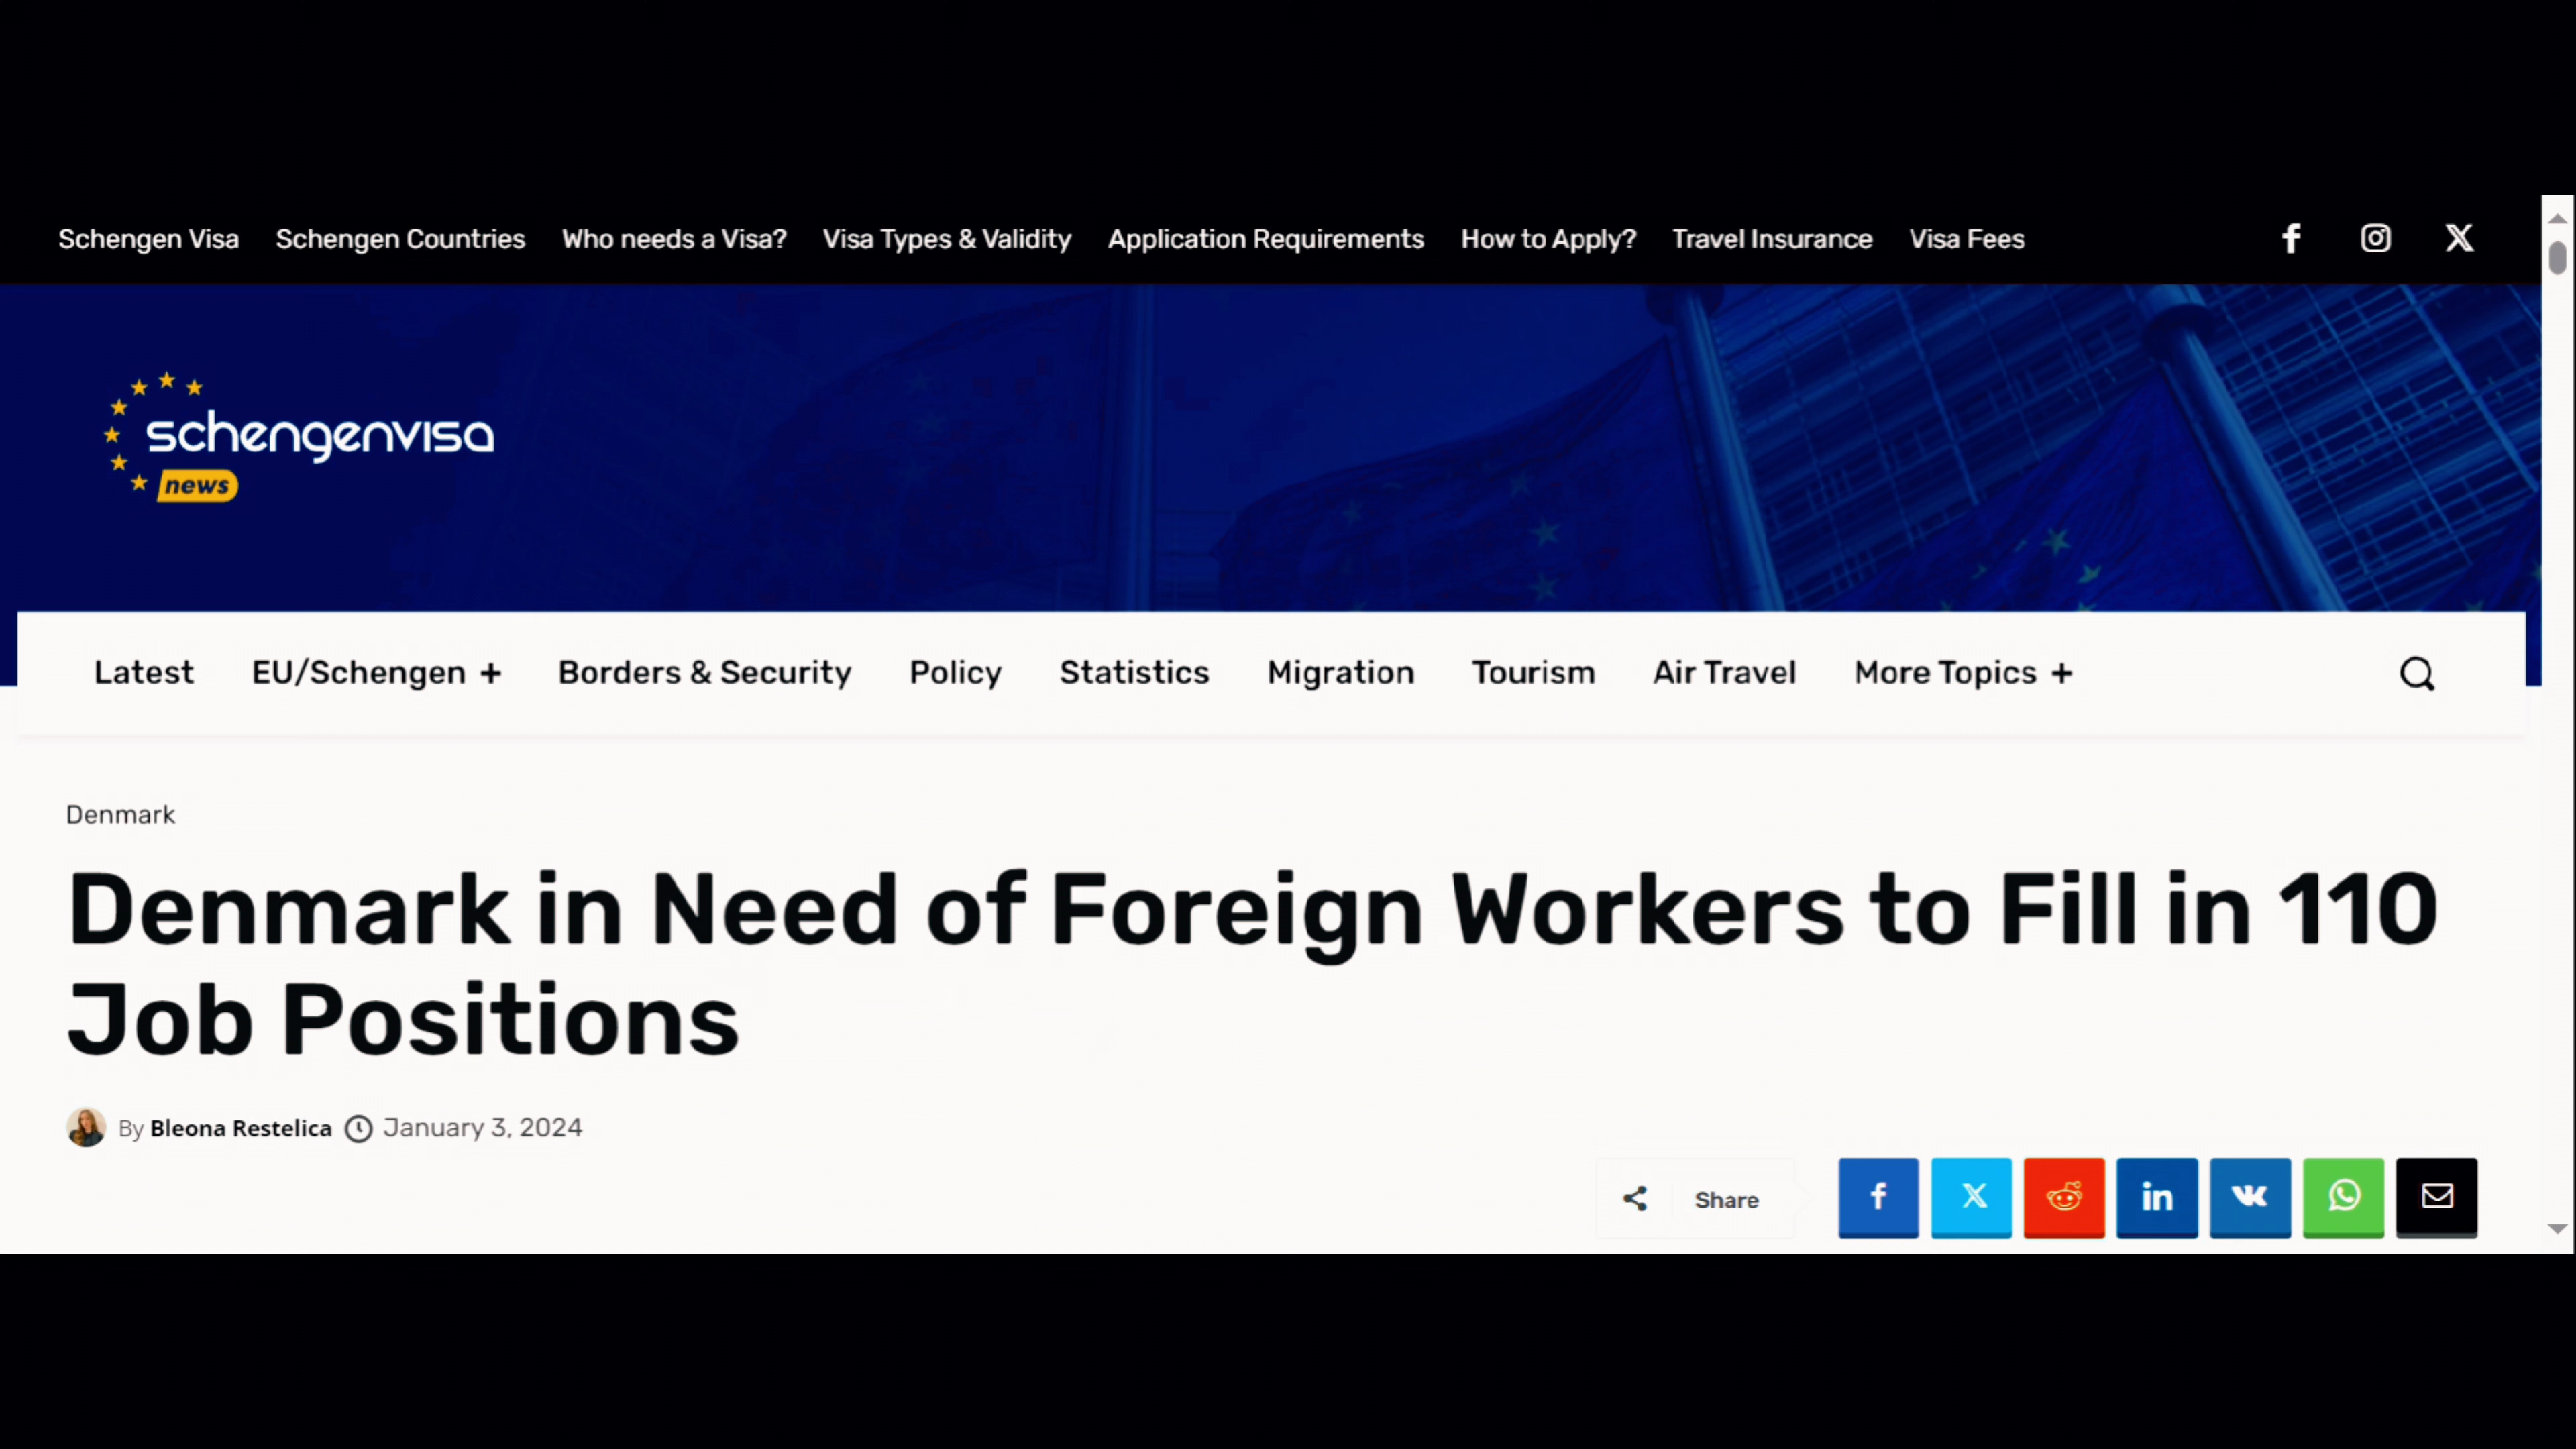 Schengen Visa Schengen Countries Who needs a Visa? Visa Types & Validity Application Requirements How to Apply? Travel Insurance Visa Fees
schengenvisa
news
Latest EU/Schengen + Borders & Security Policy Statistics Migration Tourism Air Travel More Topics +
Denmark
Denmark in Need of Foreign Workers to Fill in 110
Job Positions
By Bleona Restelica January 3, 2024
Share